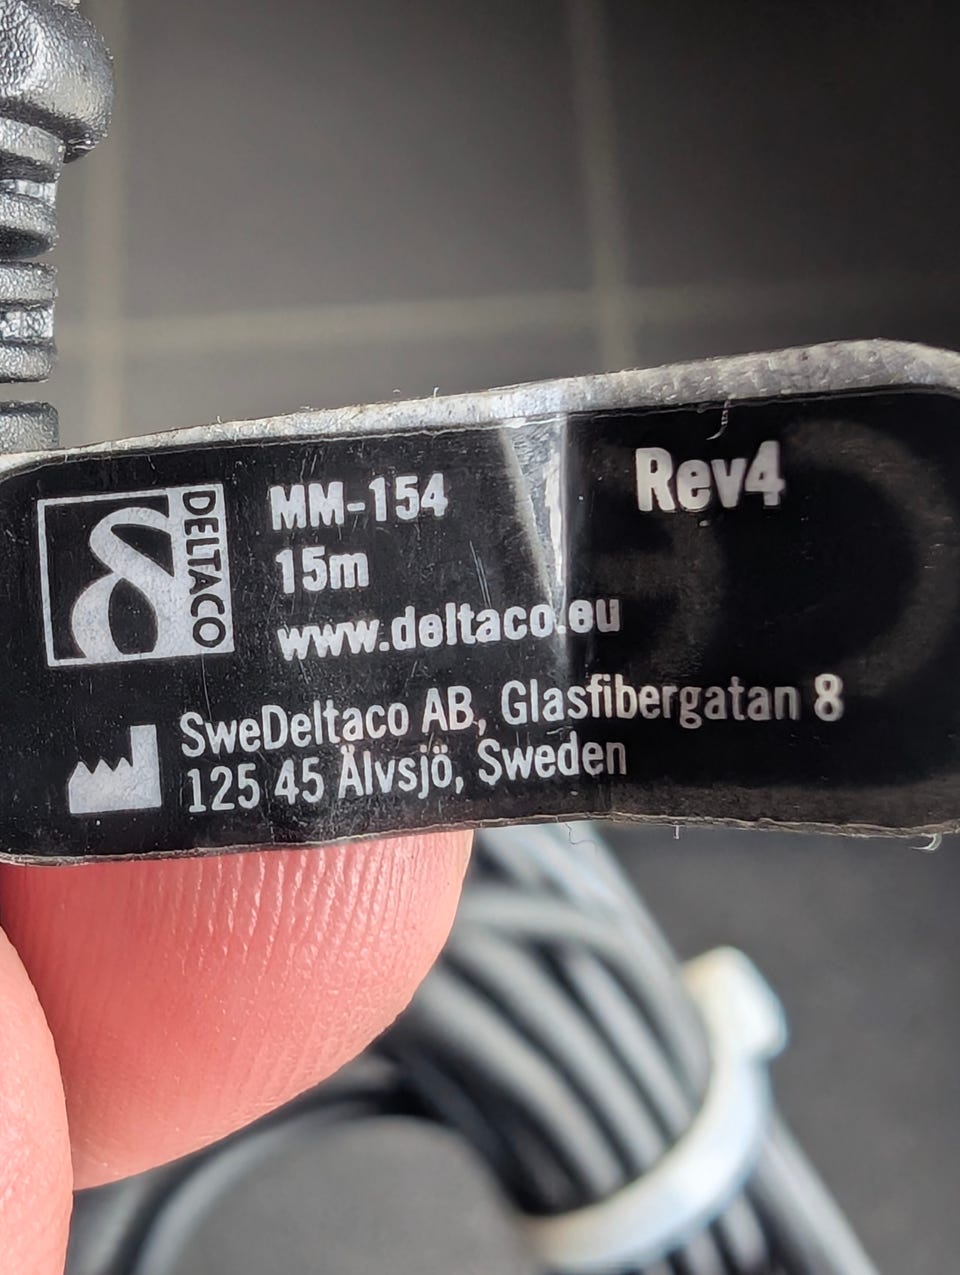 DELTACO
MM-154
15m
www.deltaco.eu
Rev4
SweDeltaco AB, Glasfibergatan 8
125 45 Älvsjö, Sweden